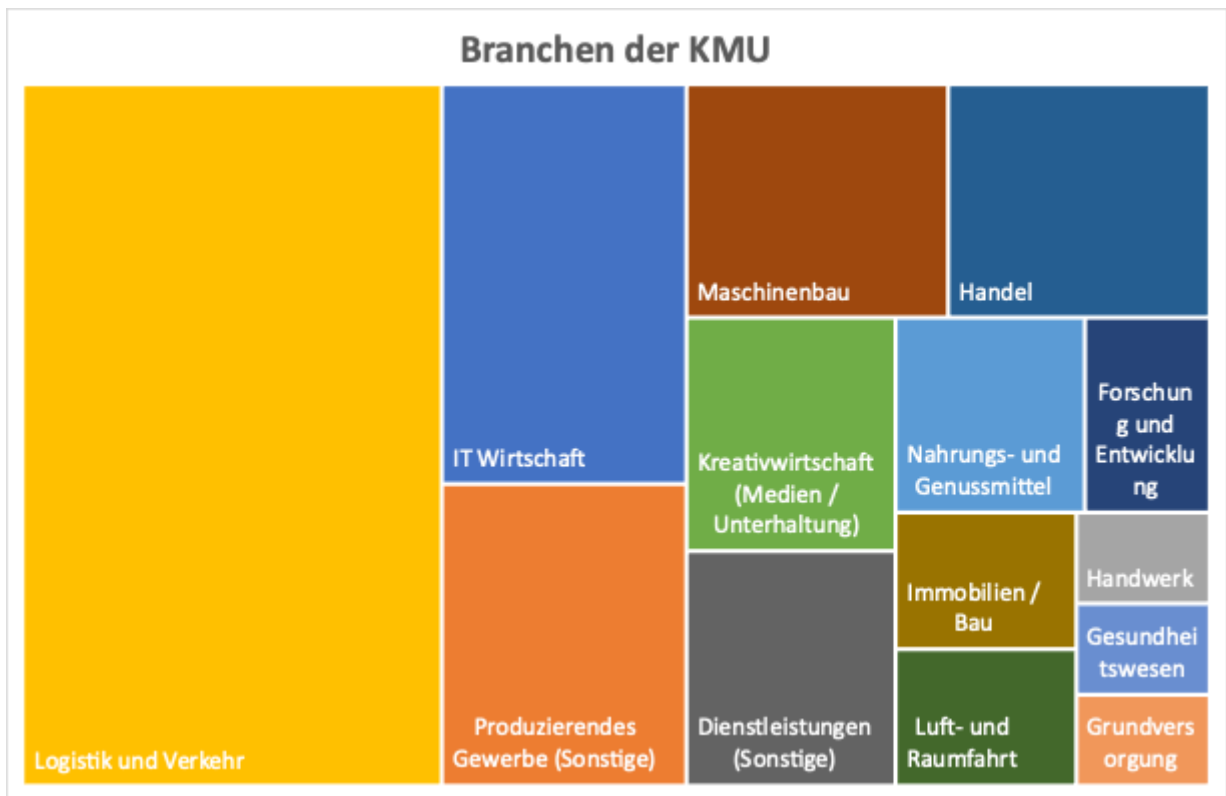 Branchen der KMU
Logistik und Verkehr
IT Wirtschaft
Produzierendes
Gewerbe (Sonstige)
Maschinenbau
Handel
Kreativwirtschaft
(Medien /
Unterhaltung)
Nahrungs- und
Genussmittel
Forschun
g und
Entwicklu
ng
Dienstleistungen
(Sonstige)
Immobilien /
Bau
Luft- und
Raumfahrt
Handwerk
Gesundhei
tswesen
Grundvers
orgung